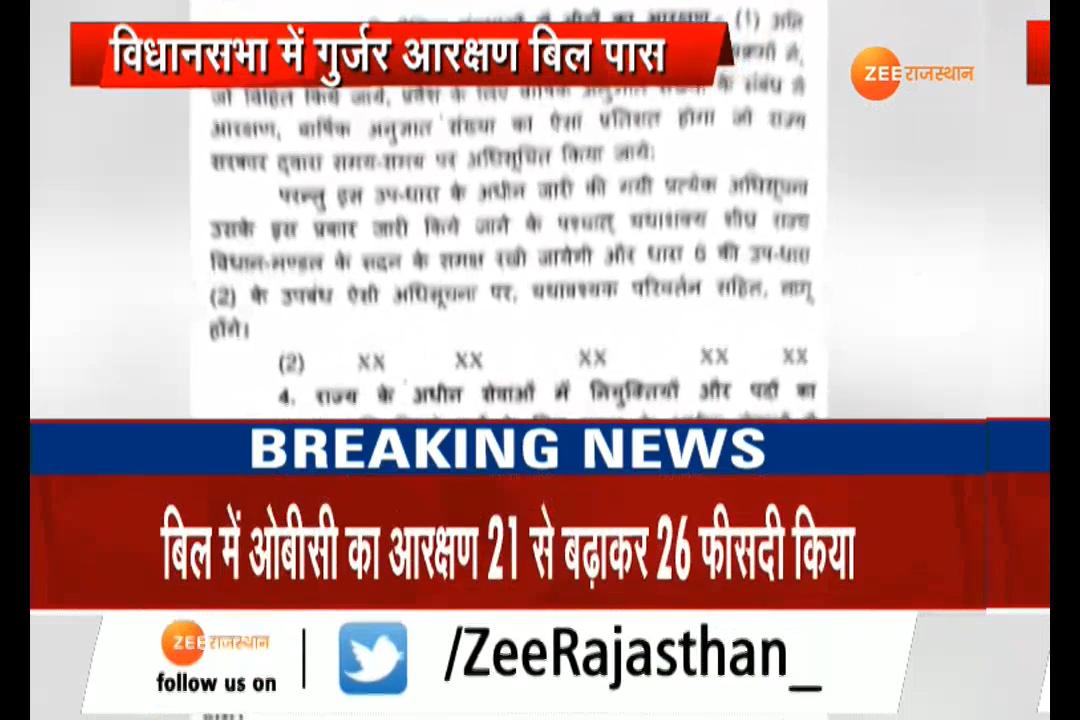 विधानसभा में गुर्जर आरक्षण बिल पास
ZEE राजस्थान
(1) अति
आरक्षण, वार्षिक अनुज्ञात संख्या का ऐसा प्रतिशत होगा जो राज्य
सरकार द्वारा समय-समय पर अधिसूचित किया जाये:
परन्तु इस उप-धारा के अधीन जारी की गयी प्रत्येक अधिसूचना
उसके इस प्रकार जारी किये जाने के पश्चात् यथाशक्य शीघ्र राज्य
विधान-मण्डल के सदन के समक्ष रखी जायेगी और धारा 6 की उप-धारा
(2) के उपबंध ऐसी अधिसूचना पर, यथावश्यक परिवर्तन सहित, लागू
होंगे।
(2) XX XX XX XX XX
4. राज्य के अधीन सेवाओं में नियुक्तियों और पदों का
BREAKING NEWS
बिल में ओबीसी का आरक्षण 21 से बढ़ाकर 26 फीसदी किया
ZEE राजस्थान
follow us on
/ZeeRajasthan_